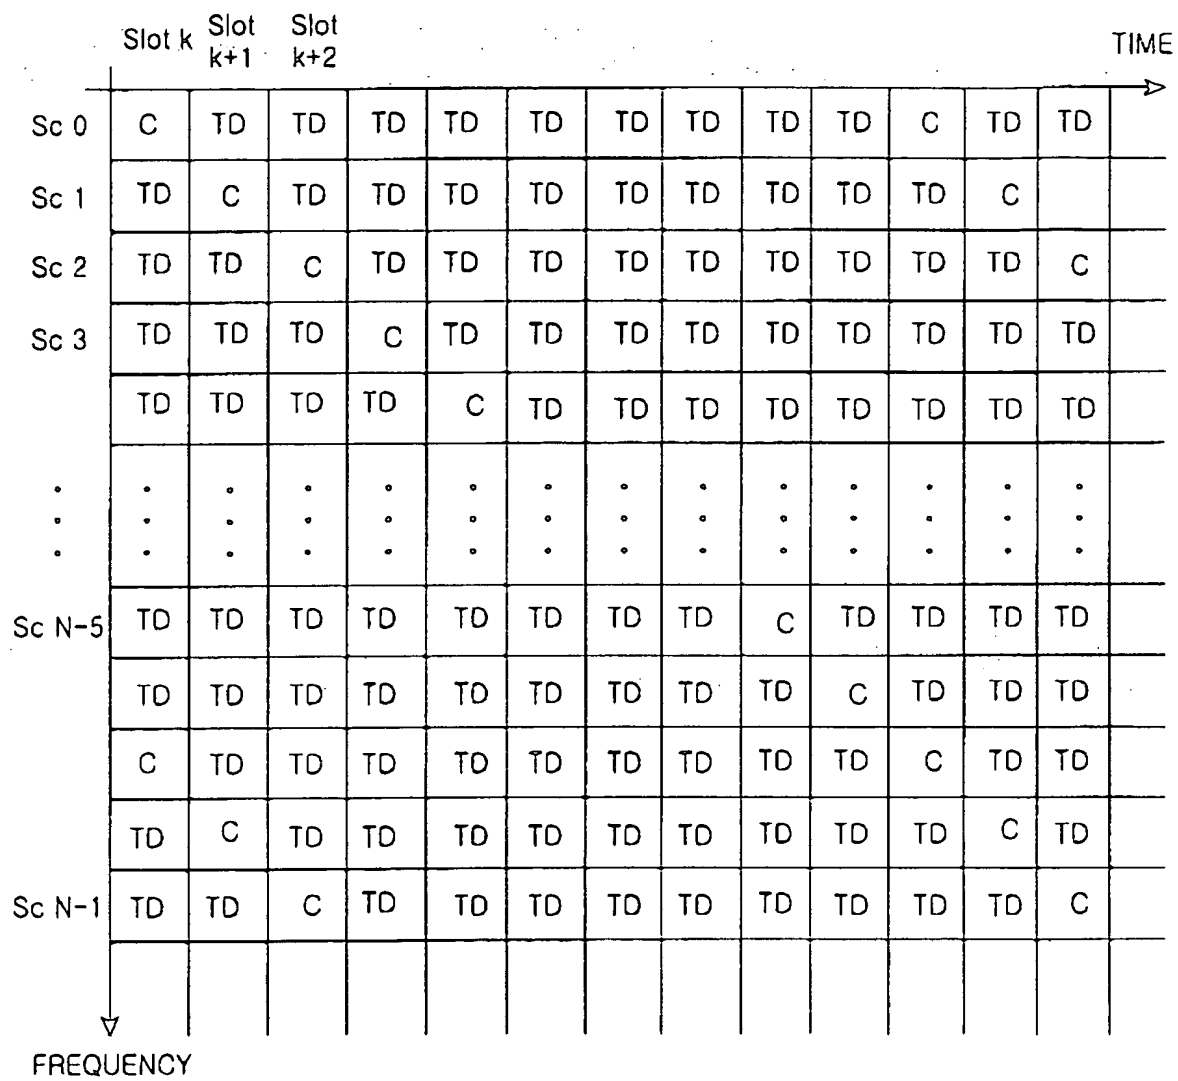 Slot k Slot k+1 Slot k+2 TIME
Sc 0 C TD TD TD TD TD TD TD TD TD C TD TD
Sc 1 TD C TD TD TD TD TD TD TD TD TD C
Sc 2 TD TD C TD TD TD TD TD TD TD TD TD C
Sc 3 TD TD TD C TD TD TD TD TD TD TD TD TD
TD TD TD TD C TD TD TD TD TD TD TD TD
Sc N-5 TD TD TD TD TD TD TD TD C TD TD TD TD
TD TD TD TD TD TD TD TD TD C TD TD TD
C TD TD TD TD TD TD TD TD TD C TD TD
TD C TD TD TD TD TD TD TD TD TD C TD
Sc N-1 TD TD C TD TD TD TD TD TD TD TD TD C
FREQUENCY